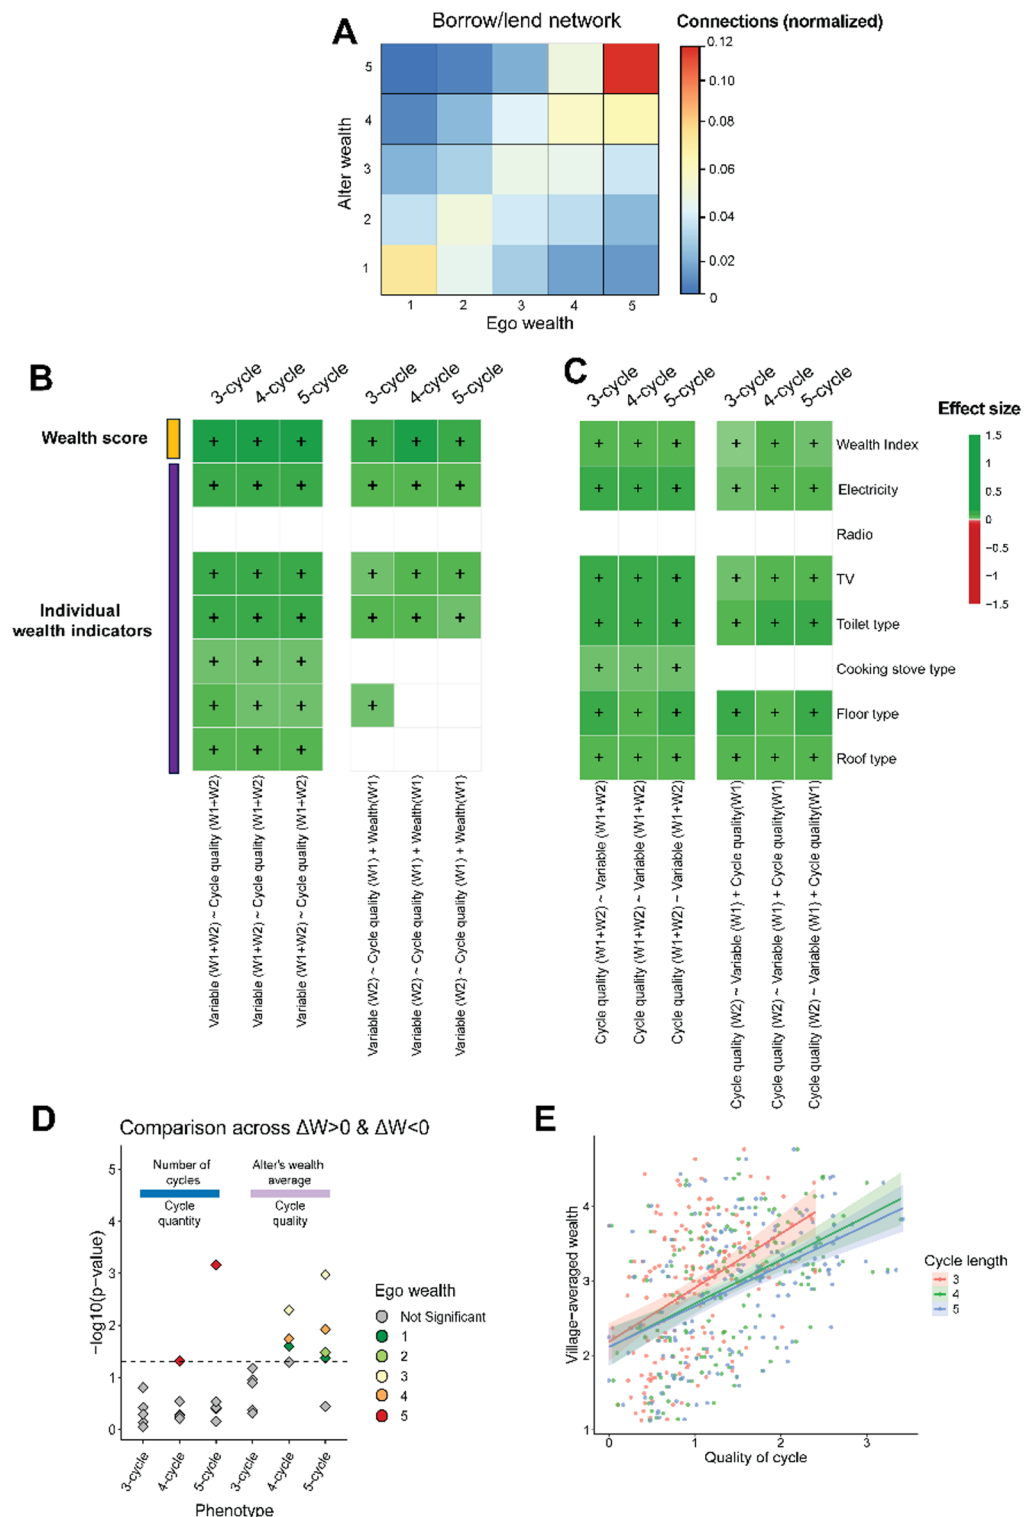 A
Borrow/lend network
Connections (normalized)
Alter wealth
5
4
3
2
1
1 2 3 4 5
Ego wealth
0.12
0.10
0.12
0.08
0.06
0.04
0.02
0
B
3-cycle 4-cycle 5-cycle 3-cycle 4-cycle 5-cycle
Wealth score
Individual
wealth indicators
+ + + + + +
+ + + + + +
+ + + + + +
+ + + + + +
+ + +
+ + + +
+ + +
Variable (W1+W2) ~ Cycle quality (W1+W2)
Variable (W1+W2) ~ Cycle quality (W1+W2)
Variable (W1+W2) ~ Cycle quality (W1+W2)
Variable (W2) ~ Cycle quality (W1) + Wealth(W1)
Variable (W2) ~ Cycle quality (W1) + Wealth(W1)
Variable (W2) ~ Cycle quality (W1) + Wealth(W1)
C
3-cycle 4-cycle 5-cycle 3-cycle 4-cycle 5-cycle
+ + + + + + Wealth Index
+ + + + + + Electricity
Radio
+ + + + + + TV
+ + + + + + Toilet type
+ + + Cooking stove type
+ + + + + + Floor type
+ + + + + + Roof type
Cycle quality (W1+W2) ~ Variable (W1+W2)
Cycle quality (W1+W2) ~ Variable (W1+W2)
Cycle quality (W1+W2) ~ Variable (W1+W2)
Cycle quality (W2) ~ Variable (W1) + Cycle quality(W1)
Cycle quality (W2) ~ Variable (W1) + Cycle quality(W1)
Cycle quality (W2) ~ Variable (W1) + Cycle quality(W1)
Effect size
1.5
1
0.5
0
−0.5
−1
−1.5
D
Comparison across ΔW>0 & ΔW<0
Number of
cycles
Cycle
quantity
Alter's wealth
average
Cycle
quality
−log10(p−value)
5
4
3
2
1
0
3-cycle 4-cycle 5-cycle 3-cycle 4-cycle 5-cycle
Phenotype
Ego wealth
Not Significant
1
2
3
4
5
E
Village−averaged wealth
4
3
2
1
0 1 2 3
Quality of cycle
Cycle length
3
4
5